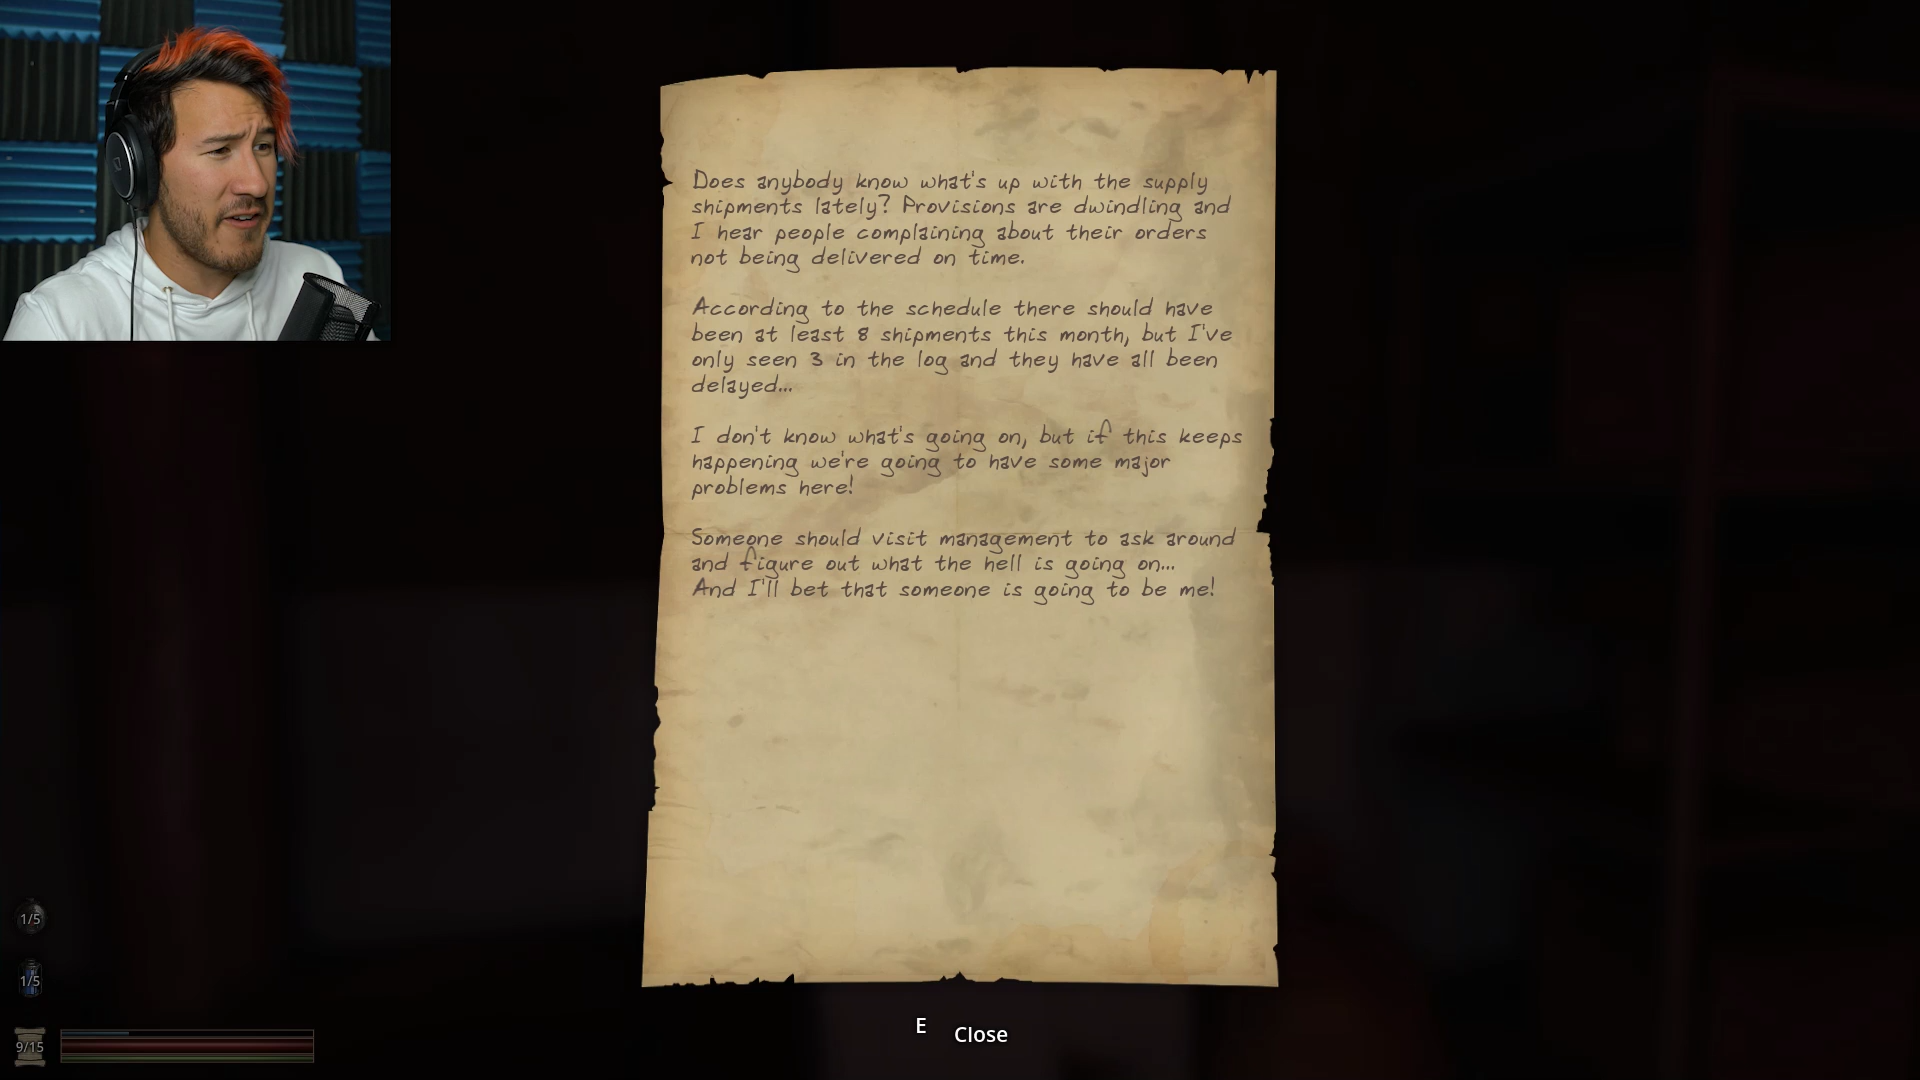 Does anybody know what's up with the supply
shipments lately? Provisions are dwindling and
I hear people complaining about their orders
not being delivered on time.
According to the schedule there should have
been at least 8 shipments this month, but I've
only seen 3 in the log and they have all been
delayed...
I don't know what's going on, but if this keeps
happening we're going to have some major
problems here!
Someone should visit management to ask around
and figure out what the hell is going on...
And I'll bet that someone is going to be me!
1/5
1/5
9/15
E Close